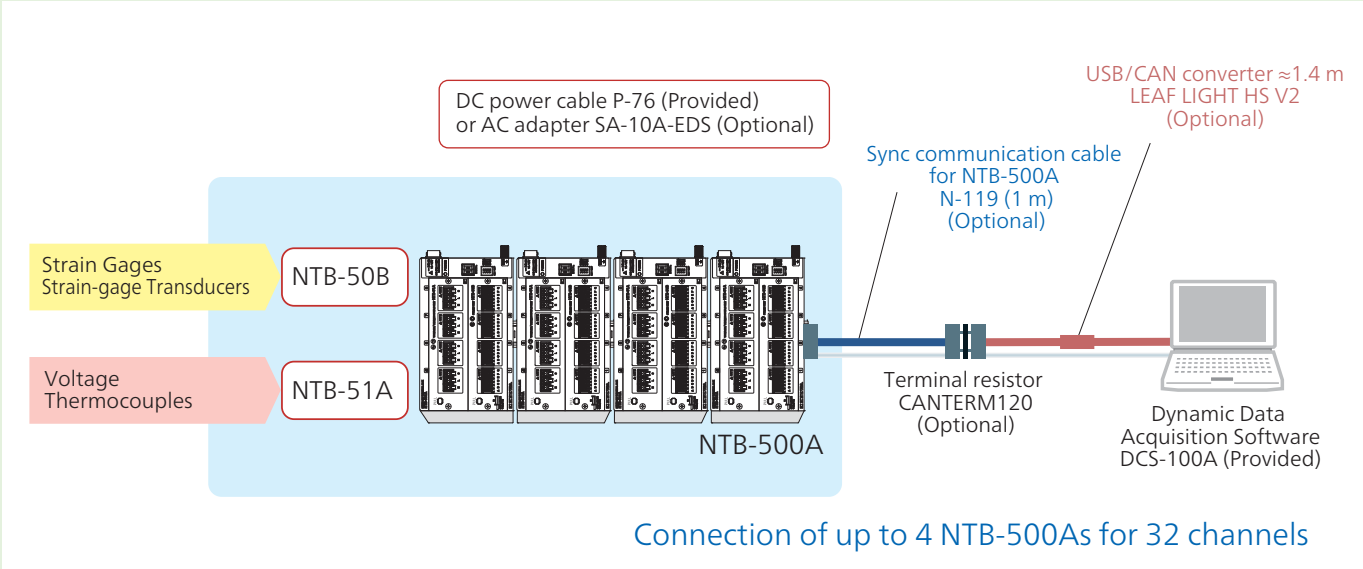 DC power cable P-76 (Provided)
or AC adapter SA-10A-EDS (Optional)
USB/CAN converter ≈1.4 m
LEAF LIGHT HS V2
(Optional)
Sync communication cable
for NTB-500A
N-119 (1 m)
(Optional)
Strain Gages
Strain-gage Transducers
NTB-50B
Voltage
Thermocouples
NTB-51A
NTB-500A
Terminal resistor
CANTERM120
(Optional)
Dynamic Data
Acquisition Software
DCS-100A (Provided)
Connection of up to 4 NTB-500As for 32 channels